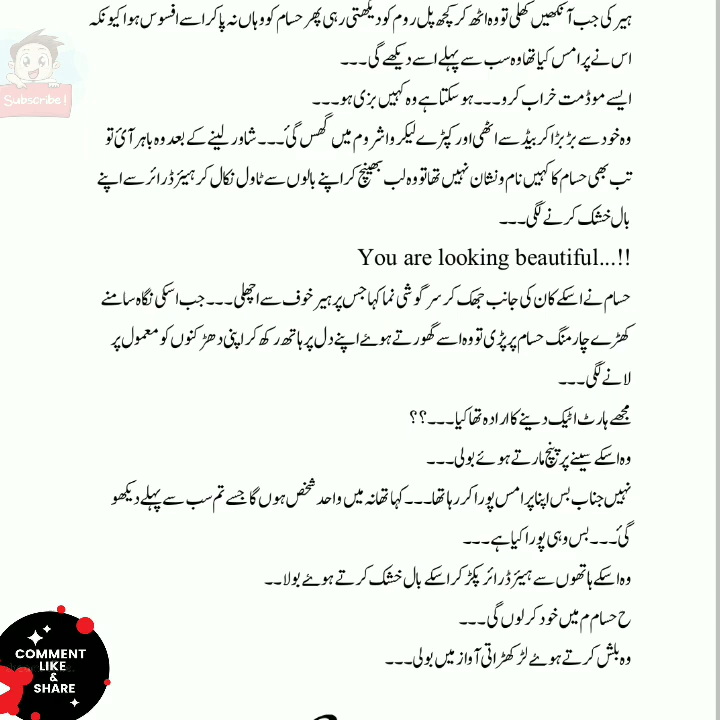 ہیر کی جب آنکھیں کھلی تو وہ اٹھ کر کچھ پل روم کو دیکھتی رہی پھر حسام کو وہاں نہ پا کر اسے افسوس ہوا کیونکہ
اس نے پرامس کیا تھا وہ سب سے پہلے اسے دیکھے گی۔۔۔
ایسے موڈ مت خراب کرو۔۔۔ ہو سکتا ہے وہ کہیں بزی ہو۔۔۔
وہ خود سے بڑبڑا کر بیڈ سے اٹھی اور کپڑے لیکر واشروم میں گھس گئ۔۔۔ شاور لینے کے بعد وہ باہر آئ تو
تب بھی حسام کا کہیں نام و نشان نہیں تھا تو وہ لب بھینچ کر اپنے بالوں سے ٹاول نکال کر ہیئر ڈرائر سے اپنے
بال خشک کرنے لگی۔۔۔
You are looking beautiful...!!
حسام نے اسکے کان کی جانب جھک کر سرگوشی نما کہا جس پر ہیر خوف سے اچھلی۔۔۔ جب اسکی نگاہ سامنے
کھڑے چارمنگ حسام پر پڑی تو وہ اسے گھورتے ہوئے اپنے دل پر ہاتھ رکھ کر اپنی دھڑکنوں کو معمول پر
لانے لگی۔۔۔
مجھے ہارٹ اٹیک دینے کا ارادہ تھا کیا۔۔۔؟؟
وہ اسکے سینے پر پنچ مارتے ہوئے بولی۔۔۔
نہیں جناب بس اپنا پرامس پورا کر رہا تھا۔۔۔ کہا تھا نہ میں واحد شخص ہوں گا جسے تم سب سے پہلے دیکھو
گئ۔۔۔ بس وہی پورا کیا ہے۔۔۔
وہ اسکے ہاتھوں سے ہیئر ڈرائر پکڑ کر اسکے بال خشک کرتے ہوئے بولا۔۔
ح حسام م میں خود کر لوں گی۔۔۔
وہ بلش کرتے ہوئے لڑکھڑاتی آواز میں بولی۔۔۔
Subscribe!
COMMENT
LIKE
&
SHARE